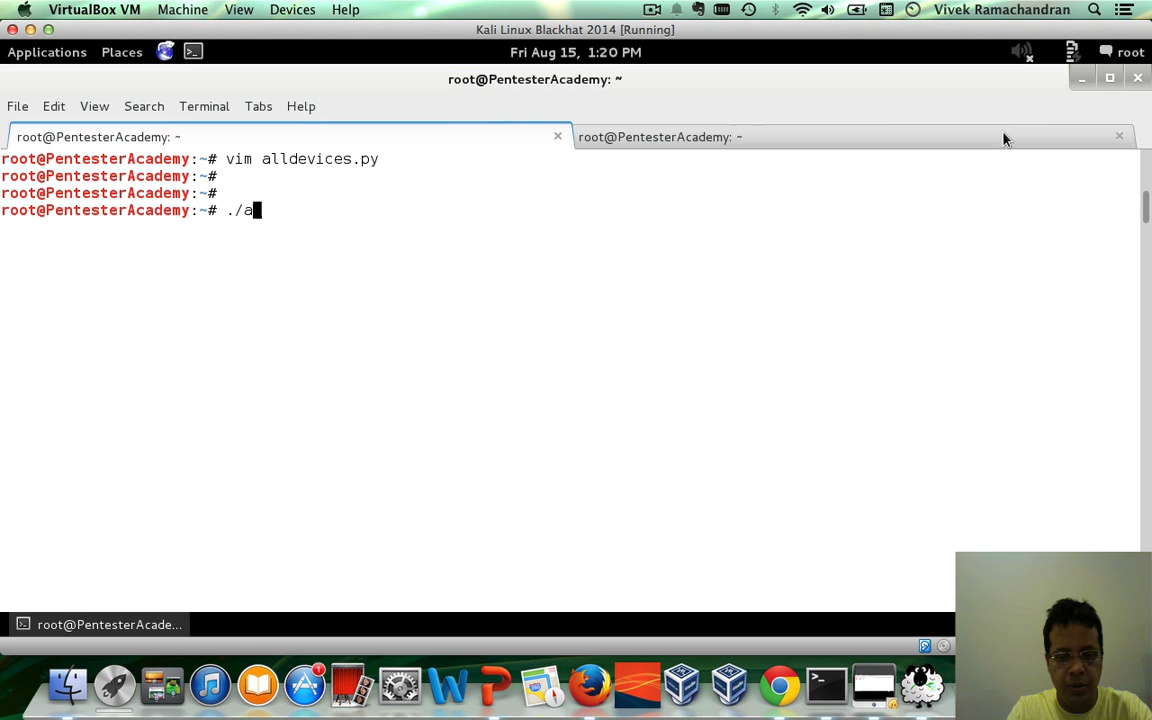 VirtualBox VM Machine View Devices Help Vivek Ramachandran
Kali Linux Blackhat 2014 [Running]
Applications Places Fri Aug 15, 1:20 PM root
root@PentesterAcademy: ~
File Edit View Search Terminal Tabs Help
root@PentesterAcademy: ~ root@PentesterAcademy: ~
root@PentesterAcademy:~# vim alldevices.py
root@PentesterAcademy:~#
root@PentesterAcademy:~#
root@PentesterAcademy:~# ./a
root@PentesterAcade...
1